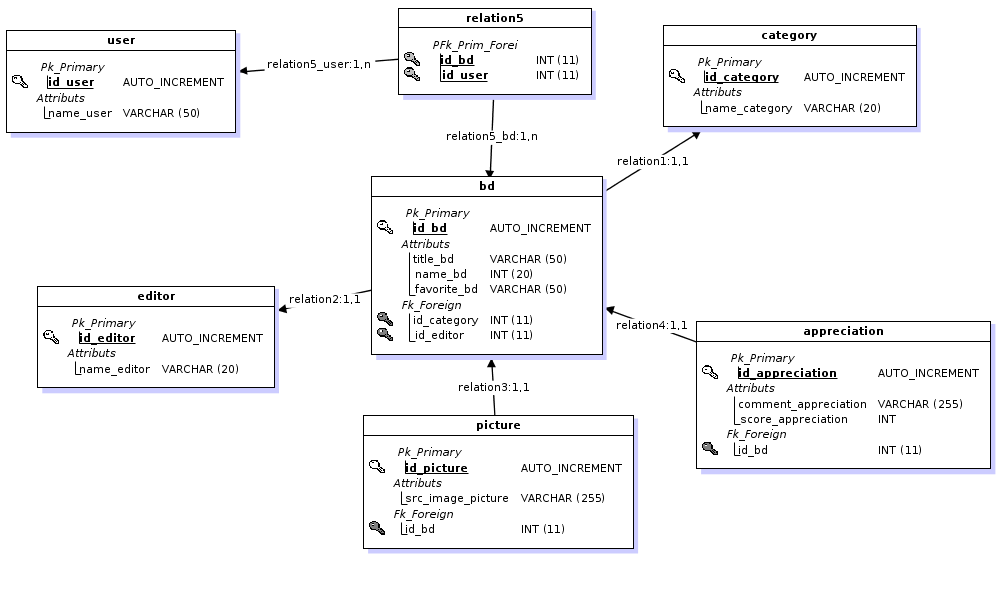 user
Pk_Primary
id_user AUTO_INCREMENT
Attributs
name_user VARCHAR (50)
relation5_user:1,n
relation5
PFk_Prim_Forei
id_bd INT (11)
id_user INT (11)
relation5_bd:1,n
category
Pk_Primary
id_category AUTO_INCREMENT
Attributs
name_category VARCHAR (20)
relation1:1,1
bd
Pk_Primary
id_bd AUTO_INCREMENT
Attributs
title_bd VARCHAR (50)
name_bd INT (20)
favorite_bd VARCHAR (50)
Fk_Foreign
id_category INT (11)
id_editor INT (11)
relation2:1,1
editor
Pk_Primary
id_editor AUTO_INCREMENT
Attributs
name_editor VARCHAR (20)
relation4:1,1
appreciation
Pk_Primary
id_appreciation AUTO_INCREMENT
Attributs
comment_appreciation VARCHAR (255)
score_appreciation INT
Fk_Foreign
id_bd INT (11)
relation3:1,1
picture
Pk_Primary
id_picture AUTO_INCREMENT
Attributs
src_image_picture VARCHAR (255)
Fk_Foreign
id_bd INT (11)